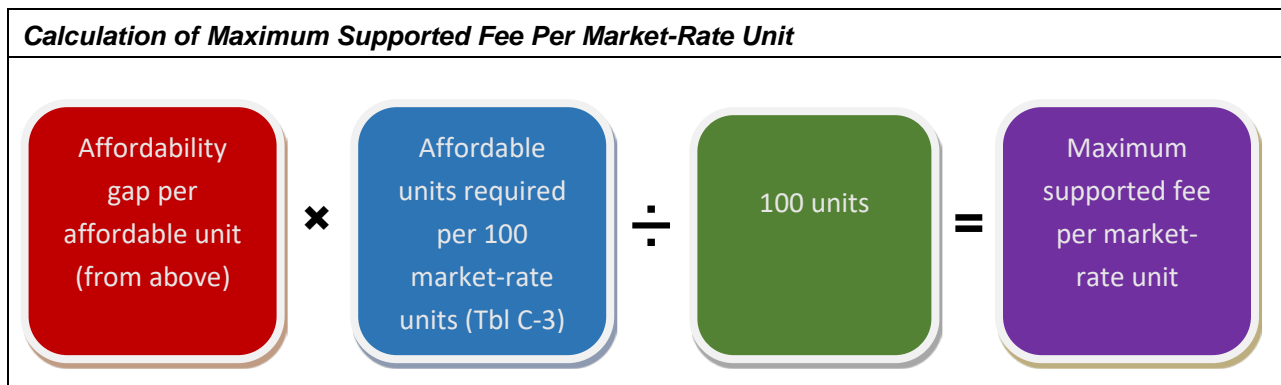 Calculation of Maximum Supported Fee Per Market-Rate Unit
Affordability
gap per
affordable unit
(from above)
×
Affordable
units required
per 100
market-rate
units (Tbl C-3)
÷
100 units
=
Maximum
supported fee
per market-
rate unit